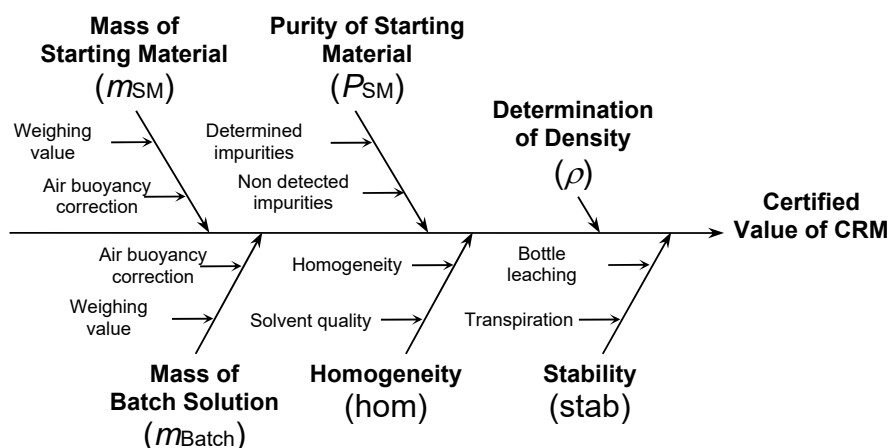 Mass of
Starting Material
(mSM)
Purity of Starting
Material
(PSM)
Determination
of Density
(ρ)
Weighing
value
Air buoyancy
correction
Determined
impurities
Non detected
impurities
Certified
Value of CRM
Air buoyancy
correction
Weighing
value
Homogeneity
Solvent quality
Bottle
leaching
Transpiration
Mass of
Batch Solution
(mBatch)
Homogeneity
(hom)
Stability
(stab)